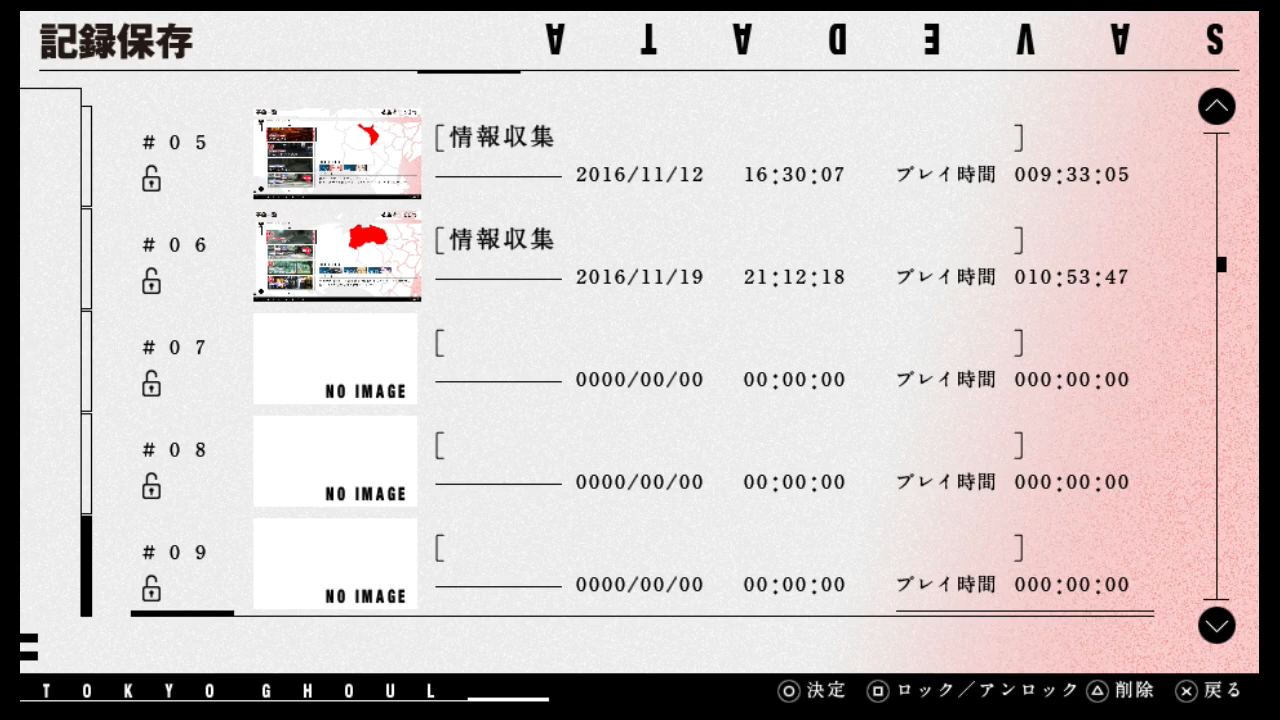 記録保存
SAVEDATA
#05
[情報収集]
2016/11/12 16:30:07 プレイ時間 009:33:05
#06
[情報収集]
2016/11/19 21:12:18 プレイ時間 010:53:47
#07
[ ]
NO IMAGE
0000/00/00 00:00:00 プレイ時間 000:00:00
#08
[ ]
NO IMAGE
0000/00/00 00:00:00 プレイ時間 000:00:00
#09
[ ]
NO IMAGE
0000/00/00 00:00:00 プレイ時間 000:00:00
TOKYO GHOUL
決定 ロック／アンロック 削除 戻る